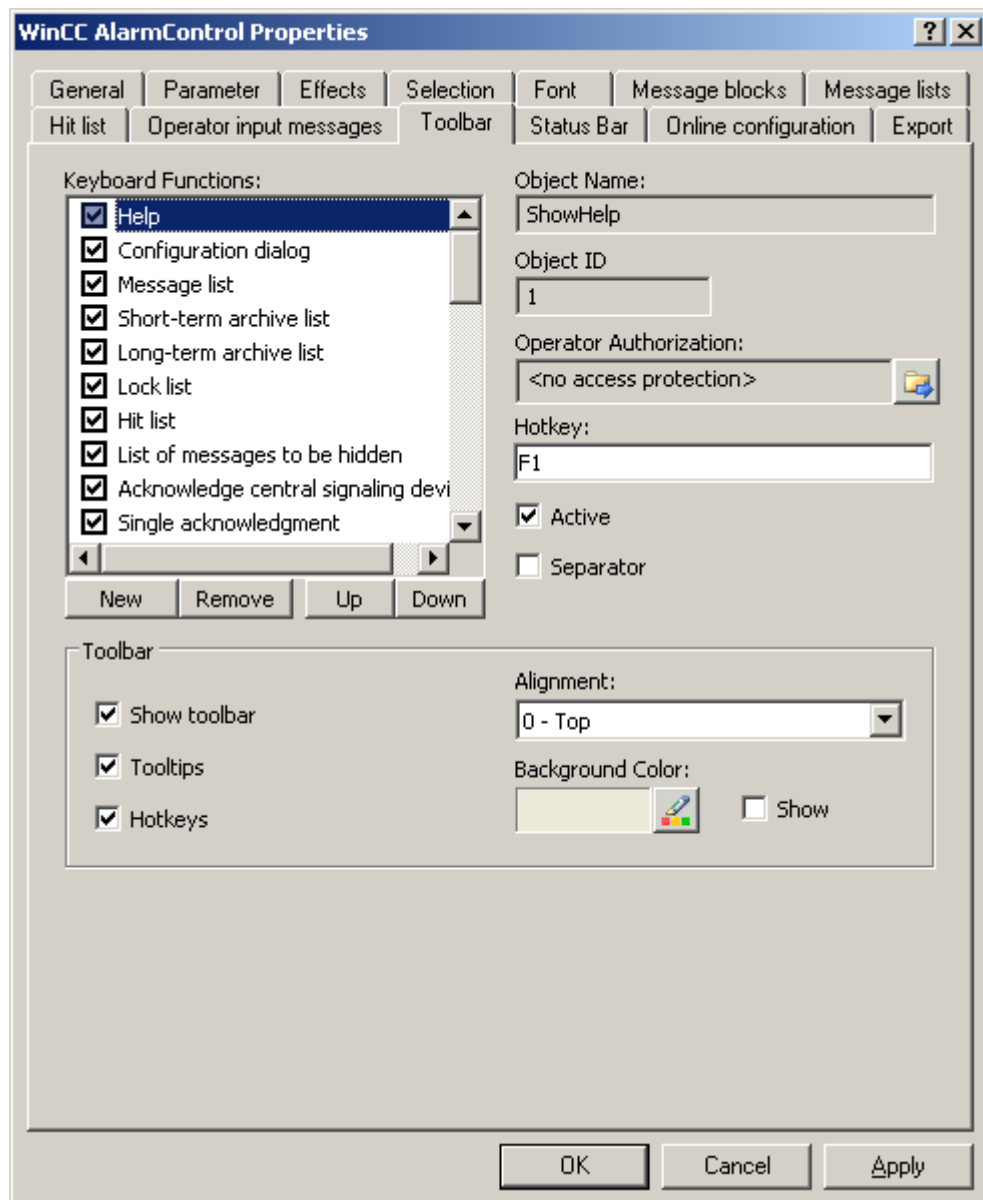 WinCC AlarmControl Properties
General Parameter Effects Selection Font Message blocks Message lists
Hit list Operator input messages Toolbar Status Bar Online configuration Export
Keyboard Functions:
Help
Configuration dialog
Message list
Short-term archive list
Long-term archive list
Lock list
Hit list
List of messages to be hidden
Acknowledge central signaling devi
Single acknowledgment
New Remove Up Down
Object Name:
ShowHelp
Object ID
1
Operator Authorization:
<no access protection>
Hotkey:
F1
Active
Separator
Toolbar
Show toolbar
Tooltips
Hotkeys
Alignment:
0 - Top
Background Color:
Show
OK Cancel Apply